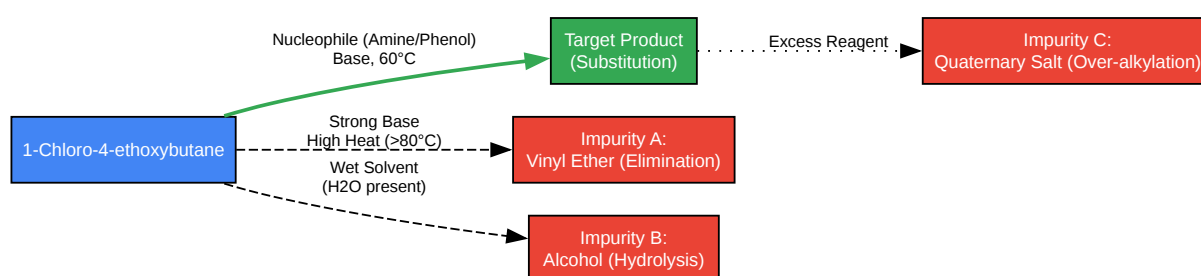 Nucleophile (Amine/Phenol)
Base, 60°C
Target Product
(Substitution)
Excess Reagent
Impurity C:
Quaternary Salt (Over-alkylation)
1-Chloro-4-ethoxybutane
Strong Base
High Heat (>80°C)
Impurity A:
Vinyl Ether (Elimination)
Wet Solvent
(H2O present)
Impurity B:
Alcohol (Hydrolysis)